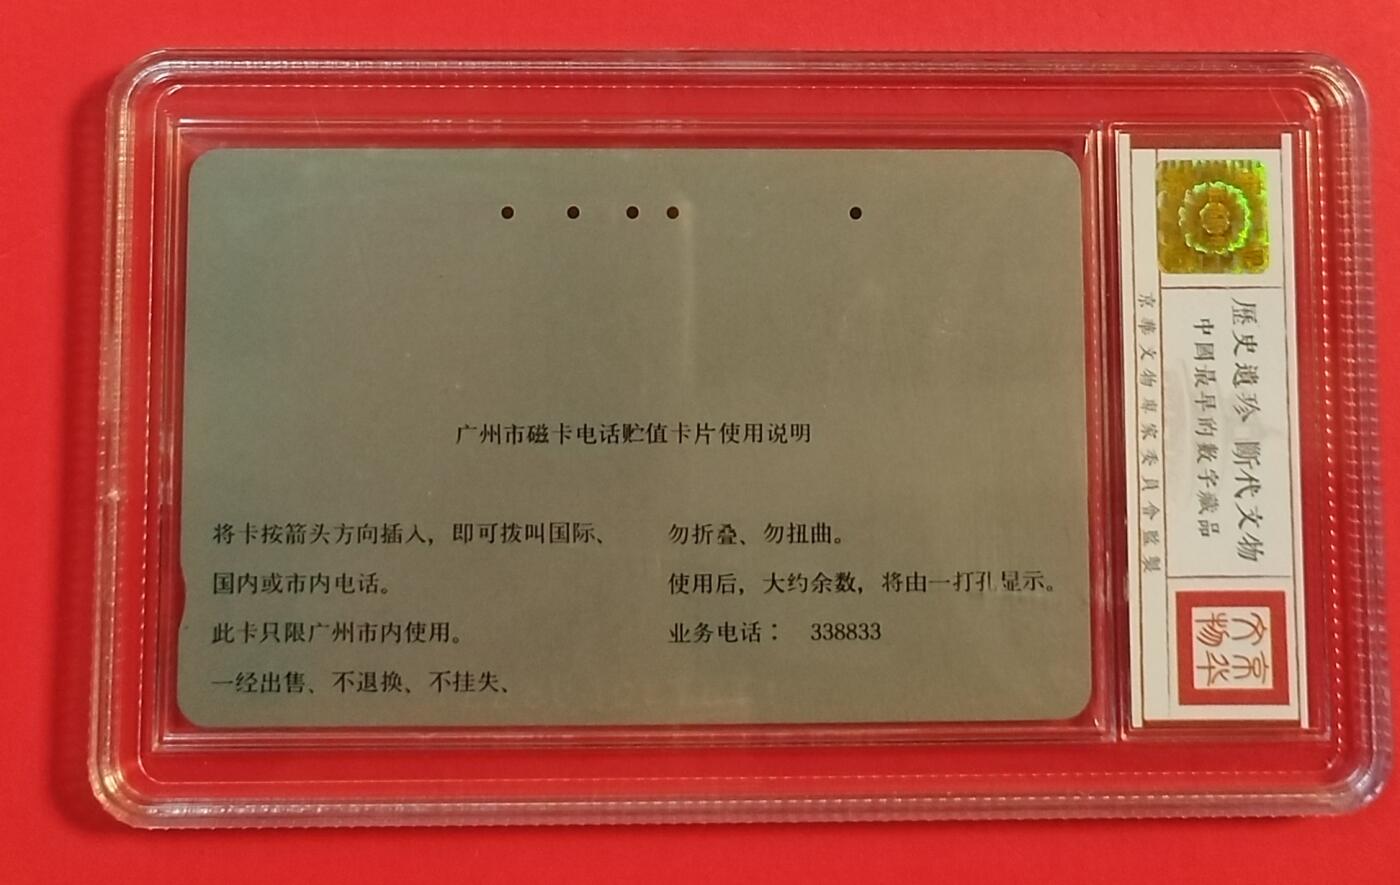 广州市磁卡电话贮值卡片使用说明
将卡按箭头方向插入，即可拨叫国际、
国内或市内电话。
此卡只限广州市内使用。
一经出售、不退换、不挂失、
勿折叠、勿扭曲。
使用后，大约余数，将由一打孔显示。
业务电话： 338833
歷史遺珍 斷代文物
中國最早的數字藏品
京華文物專家委員會監製
京华
文物